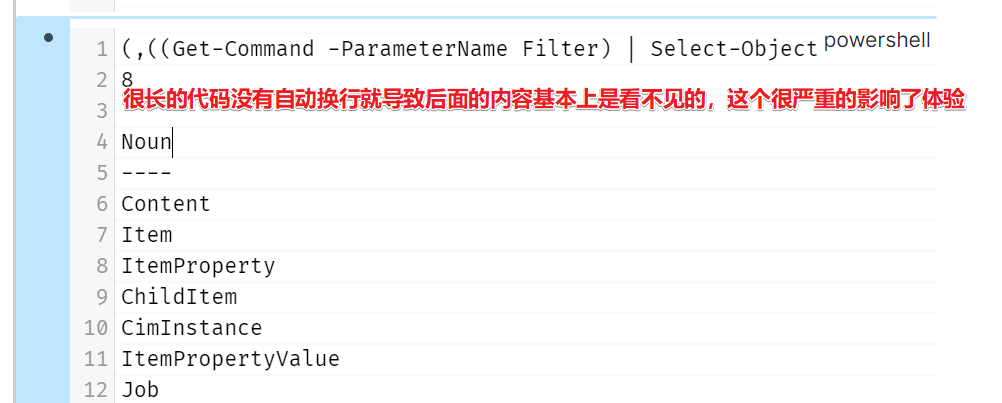 1 (,((Get-Command -ParameterName Filter) | Select-Object powershell
2 8
3 很长的代码没有自动换行就导致后面的内容基本上是看不见的，这个很严重的影响了体验
4 Noun
5 ----
6 Content
7 Item
8 ItemProperty
9 ChildItem
10 CimInstance
11 ItemPropertyValue
12 Job